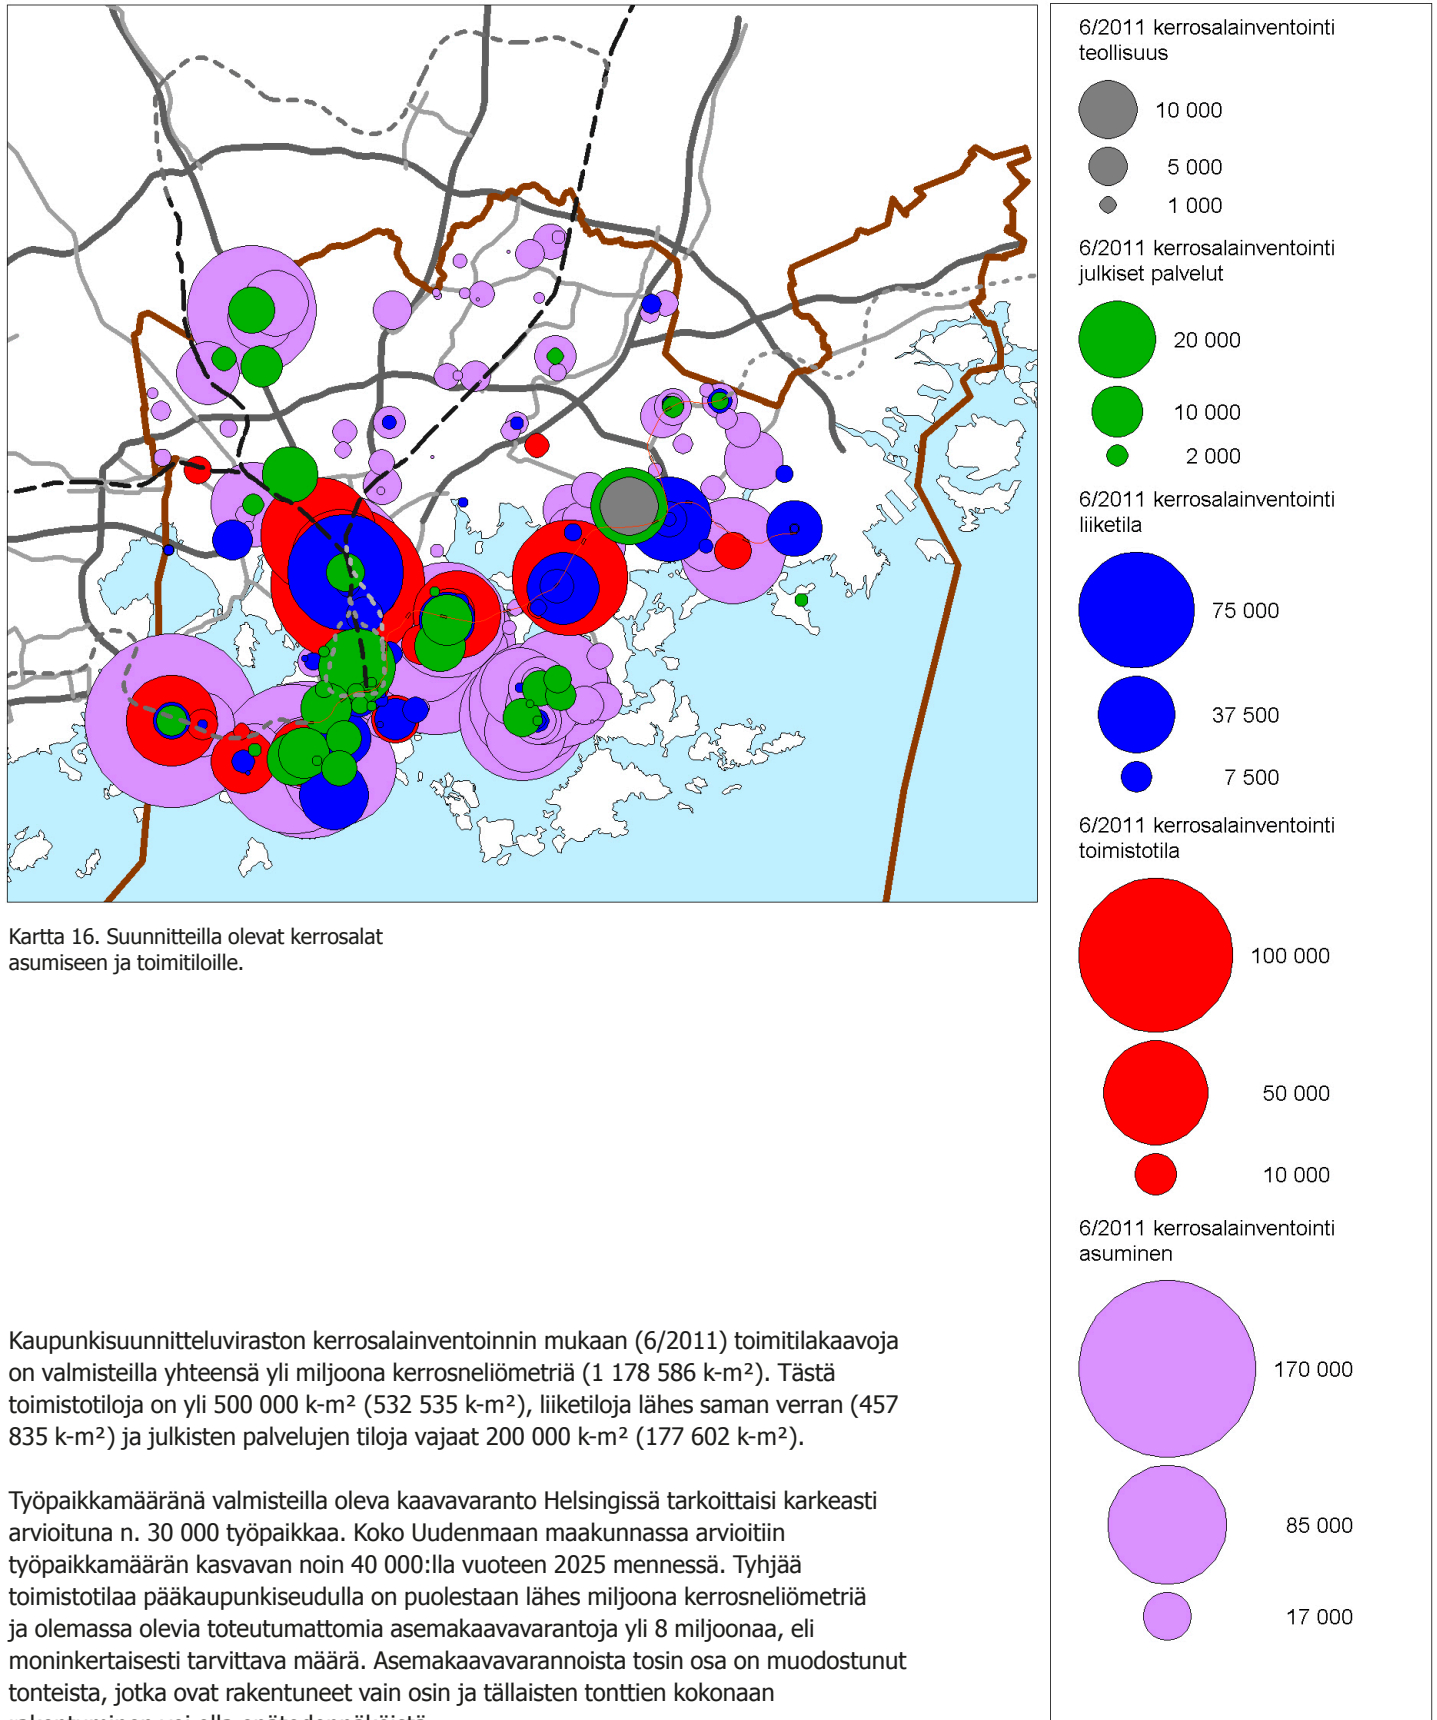 6/2011 kerrosalainventointi
teollisuus
10 000
5 000
1 000
6/2011 kerrosalainventointi
julkiset palvelut
20 000
10 000
2 000
6/2011 kerrosalainventointi
liiketila
75 000
37 500
7 500
6/2011 kerrosalainventointi
toimistotila
100 000
50 000
10 000
6/2011 kerrosalainventointi
asuminen
170 000
85 000
17 000
Kartta 16. Suunnitteilla olevat kerrosalat
asumiseen ja toimitiloille.
Kaupunkisuunnitteluviraston kerrosalainventoinnin mukaan (6/2011) toimitilakaavoja
on valmisteilla yhteensä yli miljoona kerrosneliömetriä (1 178 586 k-m²). Tästä
toimistotiloja on yli 500 000 k-m² (532 535 k-m²), liiketiloja lähes saman verran (457
835 k-m²) ja julkisten palvelujen tiloja vajaat 200 000 k-m² (177 602 k-m²).
Työpaikkamääränä valmisteilla oleva kaavavaranto Helsingissä tarkoittaisi karkeasti
arvioituna n. 30 000 työpaikkaa. Koko Uudenmaan maakunnassa arvioitiin
työpaikkamäärän kasvavan noin 40 000:lla vuoteen 2025 mennessä. Tyhjää
toimistotilaa pääkaupunkiseudulla on puolestaan lähes miljoona kerrosneliömetriä
ja olemassa olevia toteutumattomia asemakaavavarantoja yli 8 miljoonaa, eli
moninkertaisesti tarvittava määrä. Asemakaavavarannoista tosin osa on muodostunut
tonteista, jotka ovat rakentuneet vain osin ja tällaisten tonttien kokonaan